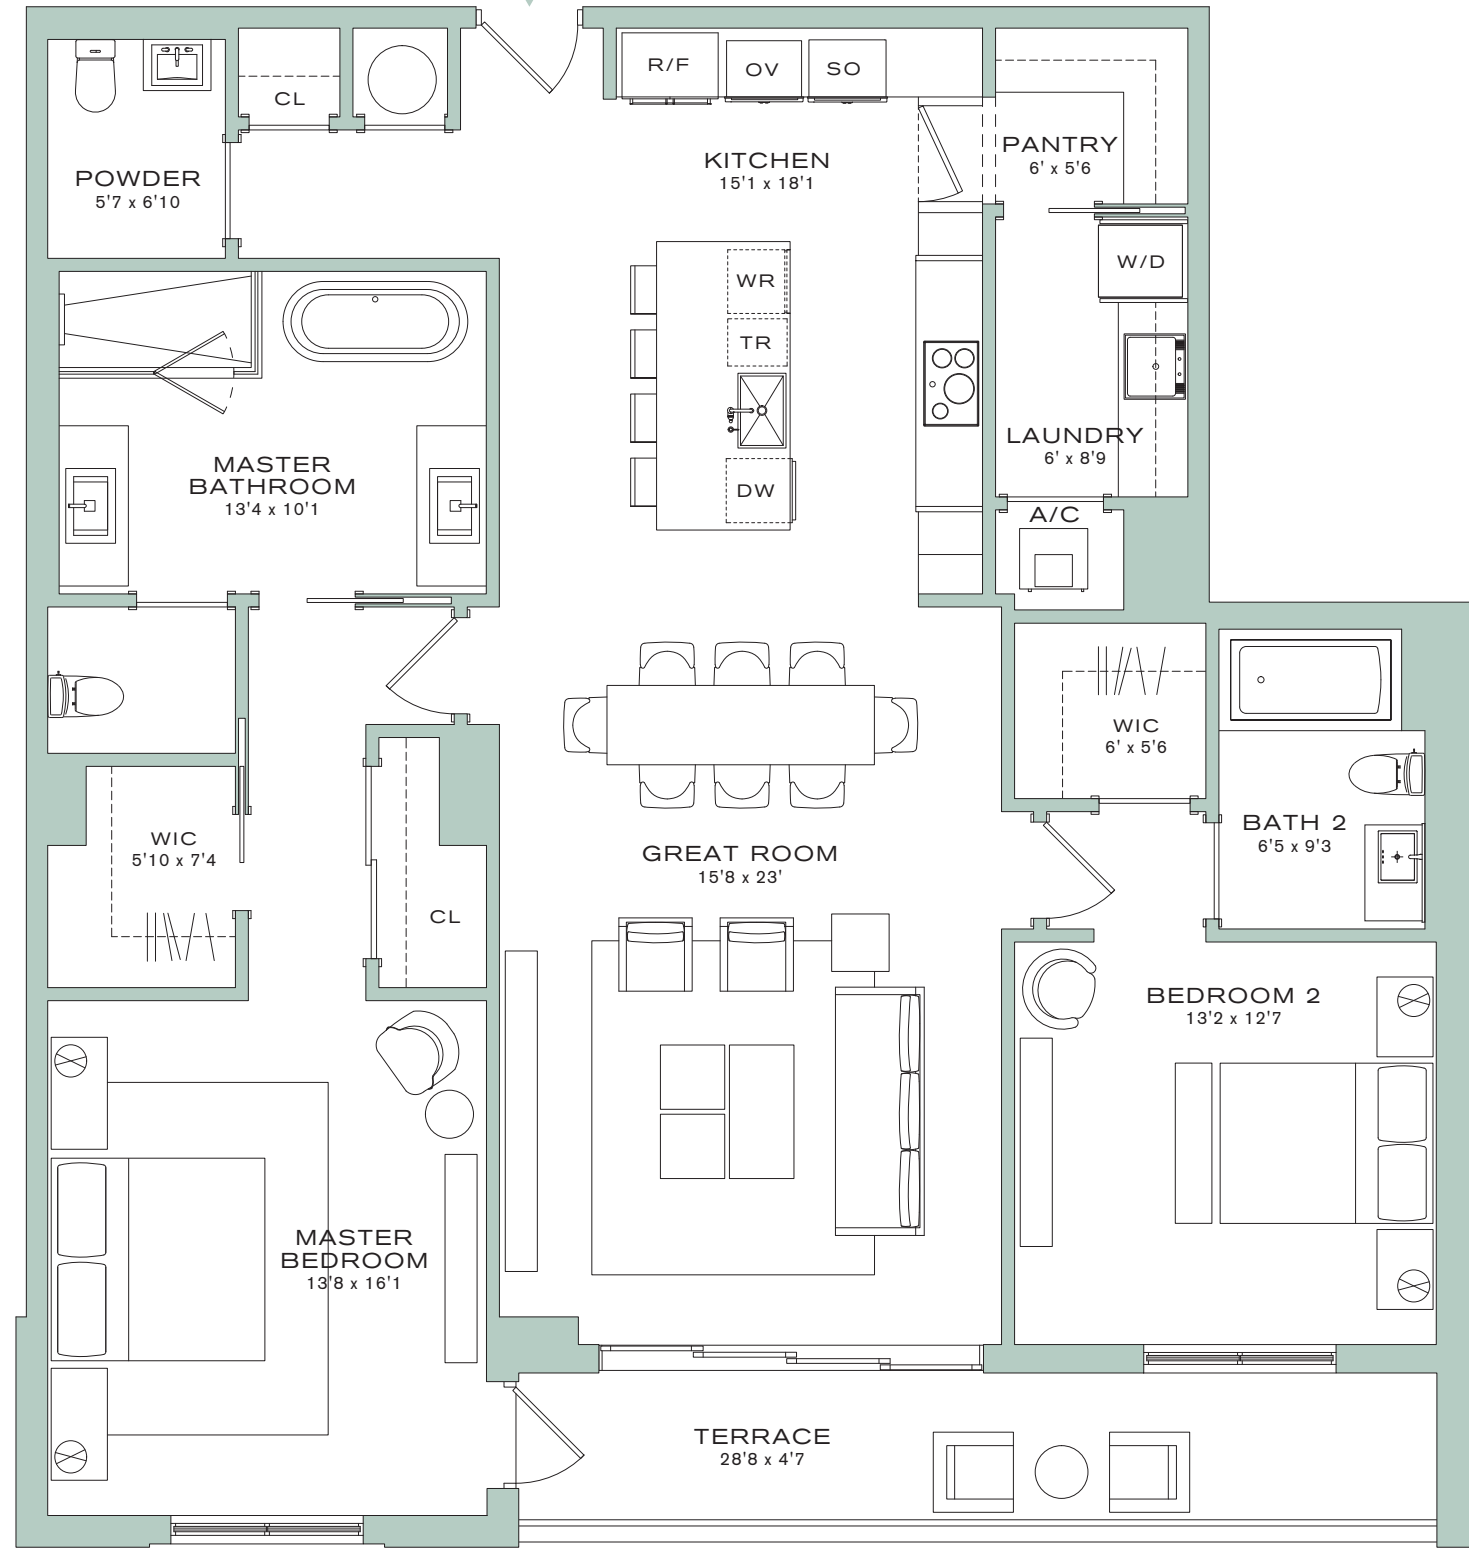 R/F
OV
SO
CL
PANTRY
6' x 5'6
KITCHEN
15'1 x 18'1
POWDER
5'7 x 6'10
W/D
WR
TR
LAUNDRY
6' x 8'9
MASTER
BATHROOM
13'4 x 10'1
DW
A/C
WIC
6' x 5'6
BATH 2
6'5 x 9'3
WIC
5'10 x 7'4
GREAT ROOM
15'8 x 23'
CL
BEDROOM 2
13'2 x 12'7
MASTER
BEDROOM
13'8 x 16'1
TERRACE
28'8 x 4'7